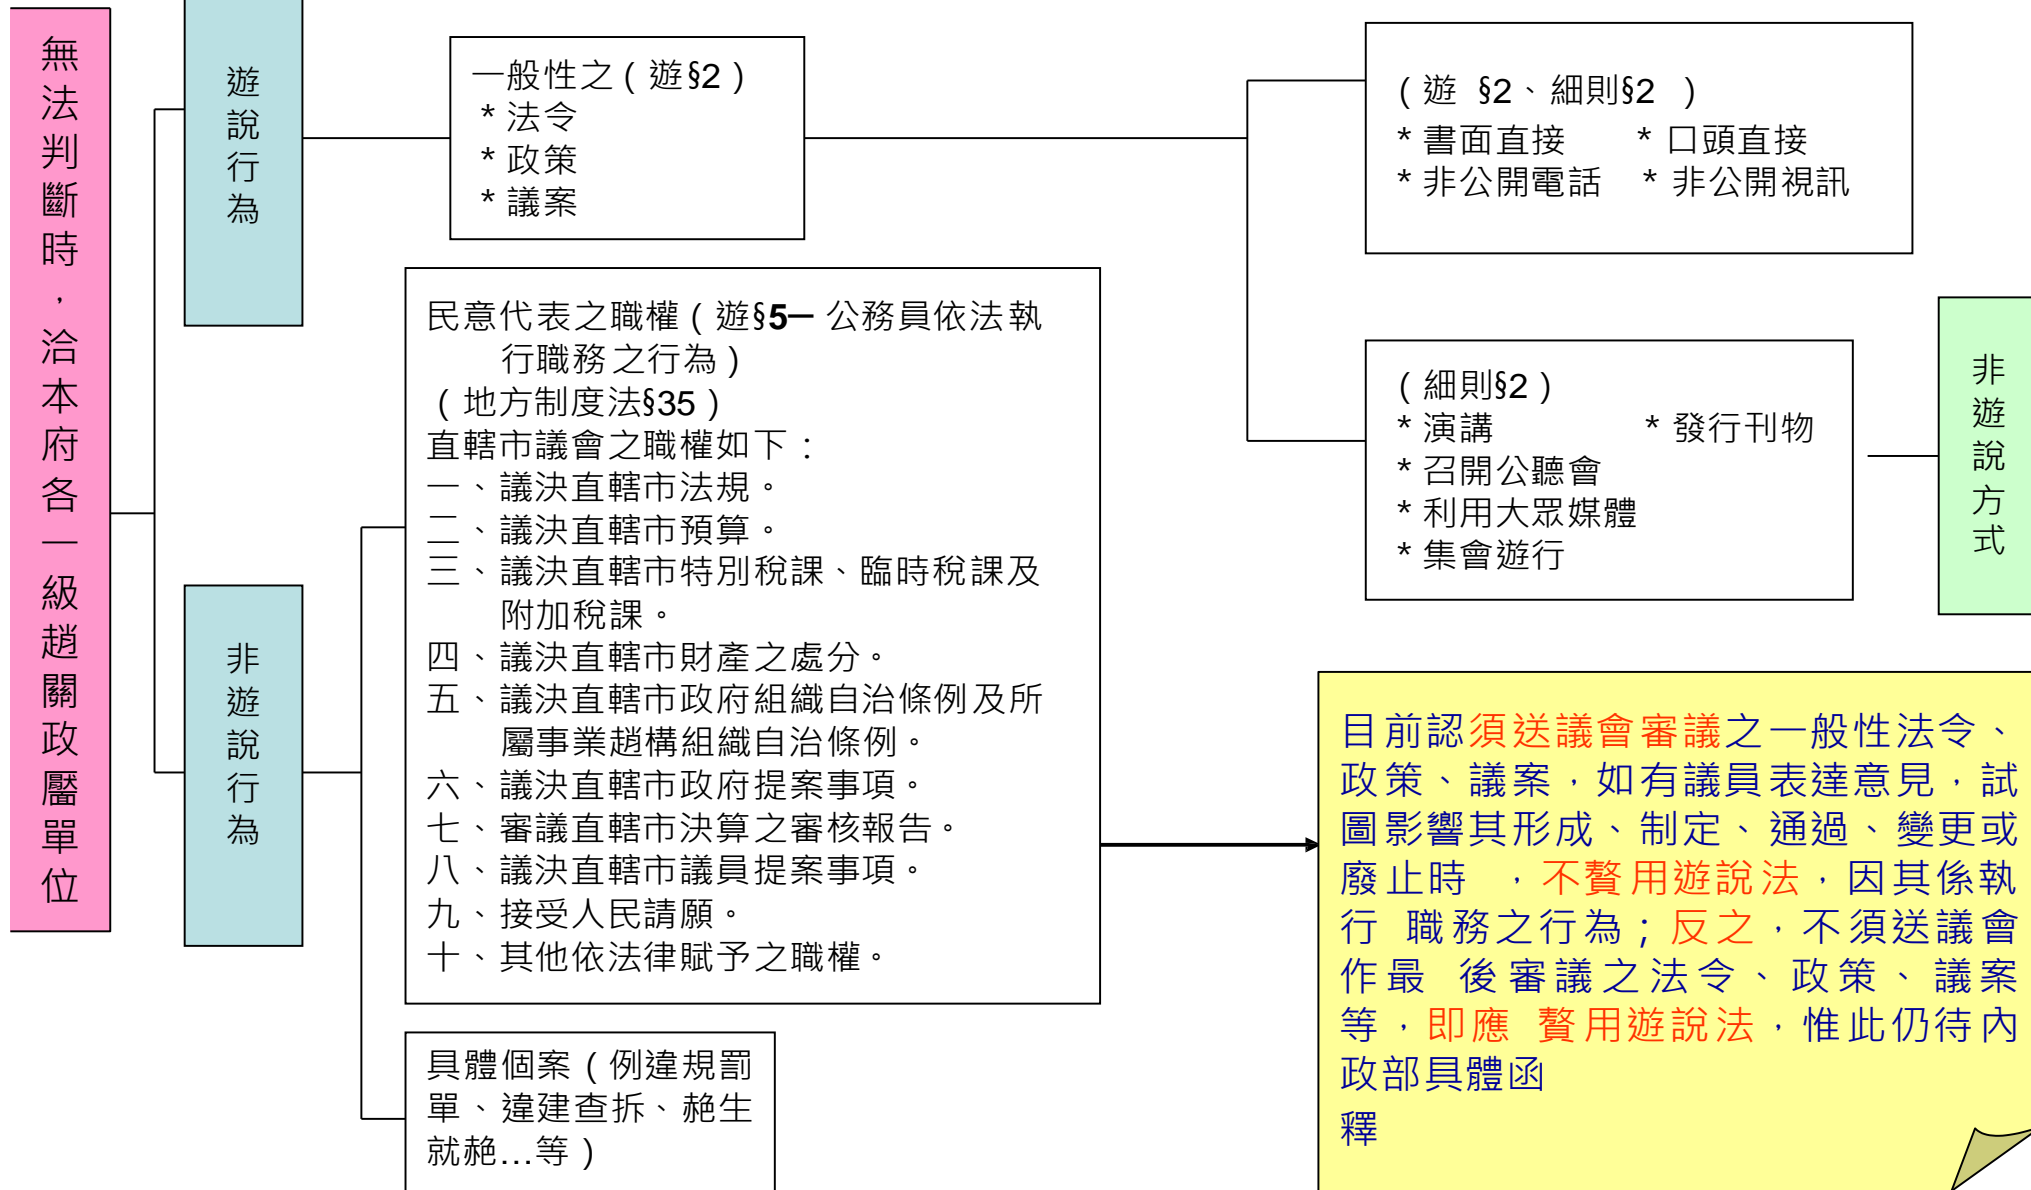 無法判斷時，洽本府各一級趙關政屬單位
遊說行為
一般性之（遊§2）
* 法令
* 政策
* 議案
（遊 §2、細則§2 ）
* 書面直接 * 口頭直接
* 非公開電話 * 非公開視訊
（細則§2）
* 演講 * 發行刊物
* 召開公聽會
* 利用大眾媒體
* 集會遊行
非遊說方式
非遊說行為
民意代表之職權（遊§5─ 公務員依法執
行職務之行為）
（地方制度法§35）
直轄市議會之職權如下：
一、議決直轄市法規。
二、議決直轄市預算。
三、議決直轄市特別稅課、臨時稅課及
附加稅課。
四、議決直轄市財產之處分。
五、議決直轄市政府組織自治條例及所
屬事業趙構組織自治條例。
六、議決直轄市政府提案事項。
七、審議直轄市決算之審核報告。
八、議決直轄市議員提案事項。
九、接受人民請願。
十、其他依法律賦予之職權。
具體個案（例違規罰
單、違建查拆、赩生
就赩…等）
目前認須送議會審議之一般性法令、
政策、議案，如有議員表達意見，試
圖影響其形成、制定、通過、變更或
廢止時 ，不贅用遊說法，因其係執
行 職務之行為；反之，不須送議會
作最 後審議之法令、政策、議案
等，即應 贅用遊說法，惟此仍待內
政部具體函
釋